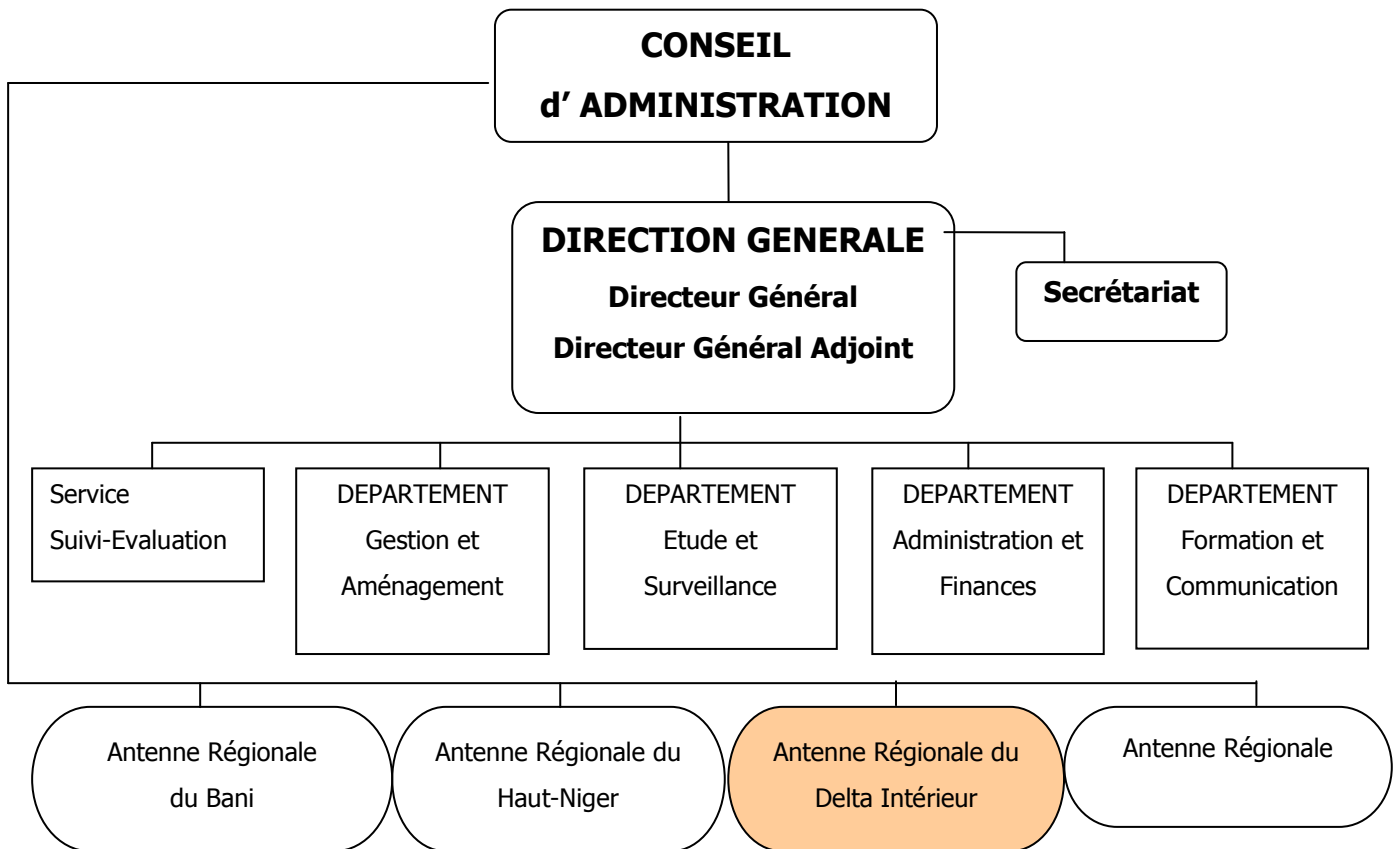 CONSEIL
d’ ADMINISTRATION
DIRECTION GENERALE
Directeur Général
Directeur Général Adjoint
Secrétariat
Service
Suivi-Evaluation
DEPARTEMENT
Gestion et
Aménagement
DEPARTEMENT
Etude et
Surveillance
DEPARTEMENT
Administration et
Finances
DEPARTEMENT
Formation et
Communication
Antenne Régionale
du Bani
Antenne Régionale du
Haut-Niger
Antenne Régionale du
Delta Intérieur
Antenne Régionale